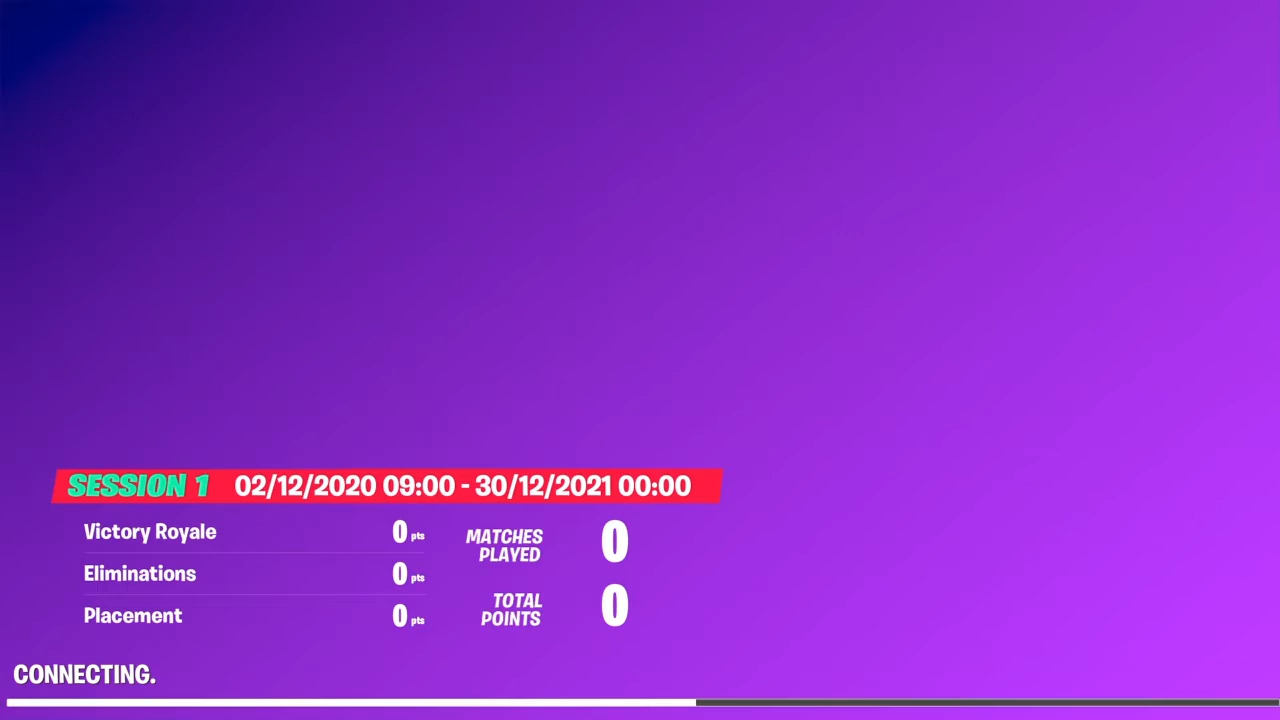 SESSION 1 02/12/2020 09:00 - 30/12/2021 00:00
Victory Royale 0 pts
Eliminations 0 pts
Placement 0 pts
MATCHES
PLAYED 0
TOTAL
POINTS 0
CONNECTING.